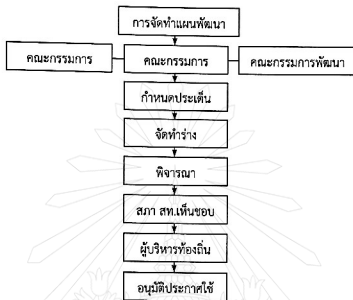 การจัดทำแผนพัฒนา
คณะกรรมการ คณะกรรมการ คณะกรรมการพัฒนา
กำหนดประเด็น
จัดทำร่าง
พิจารณา
สภา สท.เห็นชอบ
ผู้บริหารท้องถิ่น
อนุมัติประกาศใช้